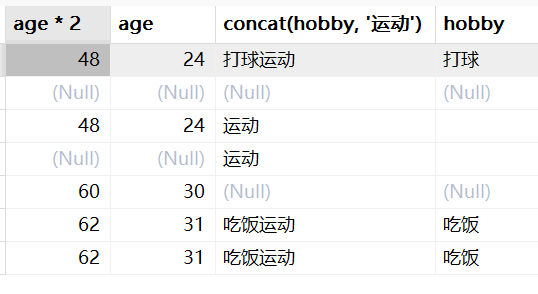 age * 2 age concat(hobby, '运动') hobby
48 24 打球运动 打球
(Null) (Null) (Null) (Null)
48 24 运动
(Null) (Null) 运动
60 30 (Null) (Null)
62 31 吃饭运动 吃饭
62 31 吃饭运动 吃饭